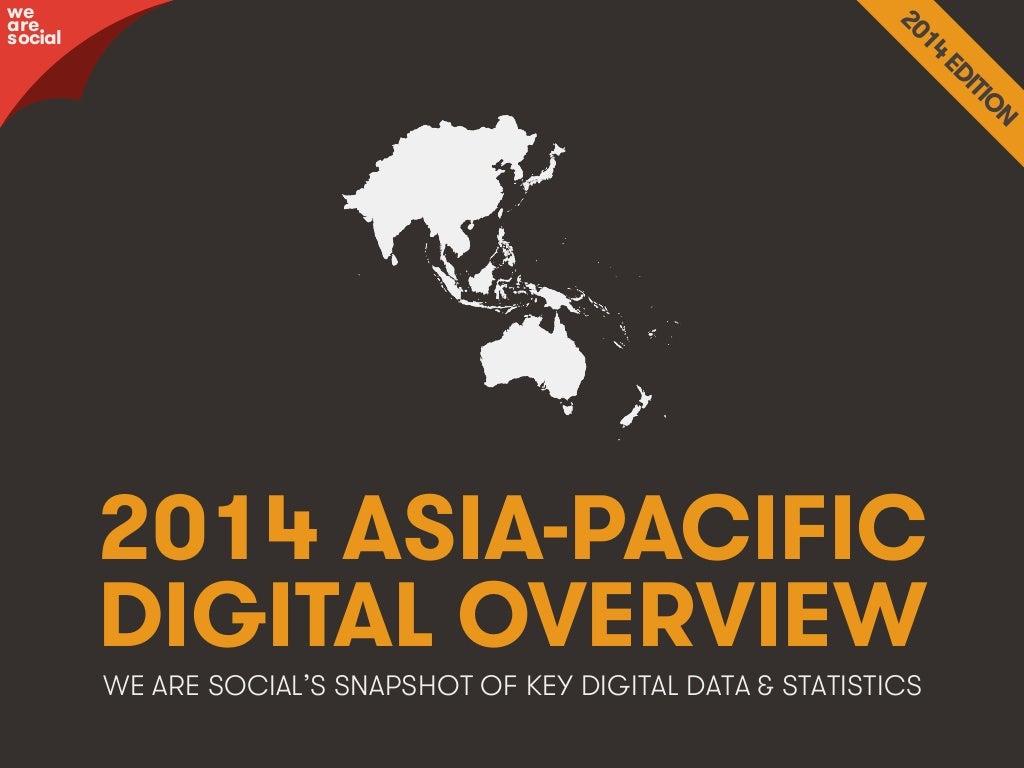 we
are.
social
2014 EDITION
2014 ASIA-PACIFIC
DIGITAL OVERVIEW
WE ARE SOCIAL’S SNAPSHOT OF KEY DIGITAL DATA & STATISTICS